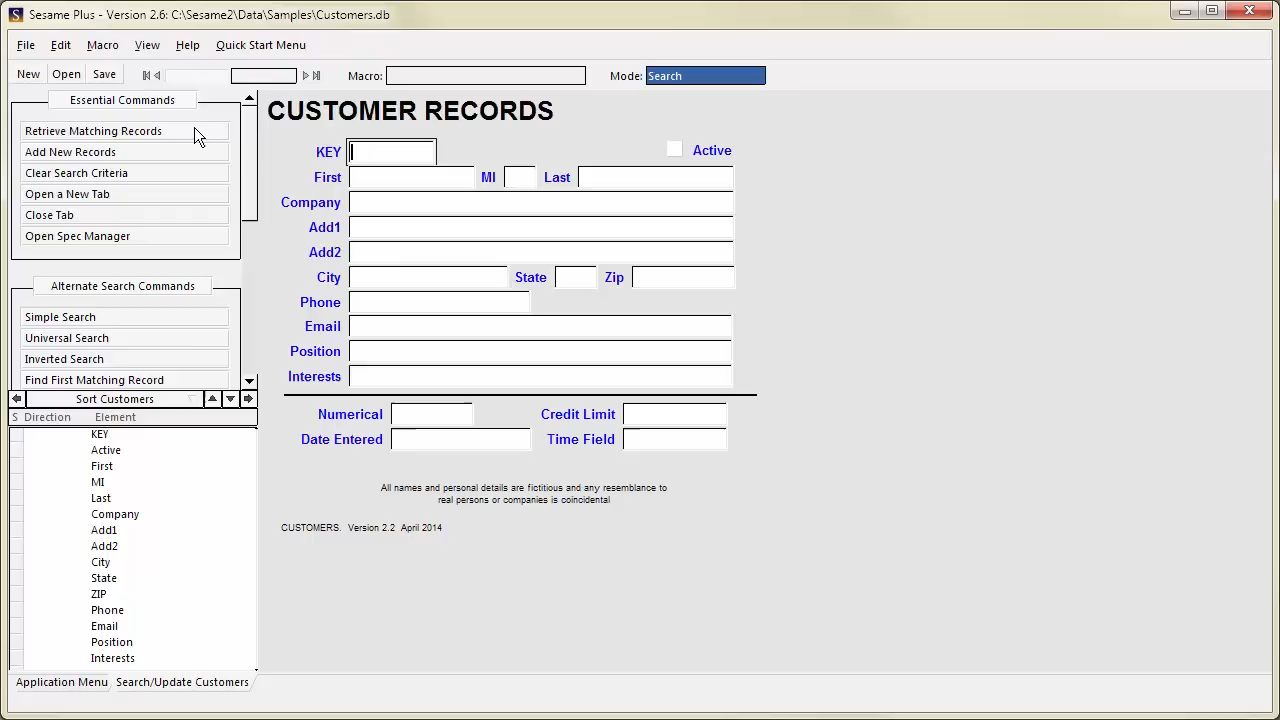 Sesame Plus - Version 2.6: C:\Sesame2\Data\Samples\Customers.db
File Edit Macro View Help Quick Start Menu
New Open Save Macro: Mode: Search
Essential Commands
Retrieve Matching Records
Add New Records
Clear Search Criteria
Open a New Tab
Close Tab
Open Spec Manager
Alternate Search Commands
Simple Search
Universal Search
Inverted Search
Find First Matching Record
Sort Customers
S Direction Element
KEY
Active
First
MI
Last
Company
Add1
Add2
City
State
ZIP
Phone
Email
Position
Interests
Application Menu Search/Update Customers
CUSTOMER RECORDS
KEY Active
First MI Last
Company
Add1
Add2
City State Zip
Phone
Email
Position
Interests
Numerical Credit Limit
Date Entered Time Field
All names and personal details are fictitious and any resemblance to
real persons or companies is coincidental
CUSTOMERS. Version 2.2 April 2014